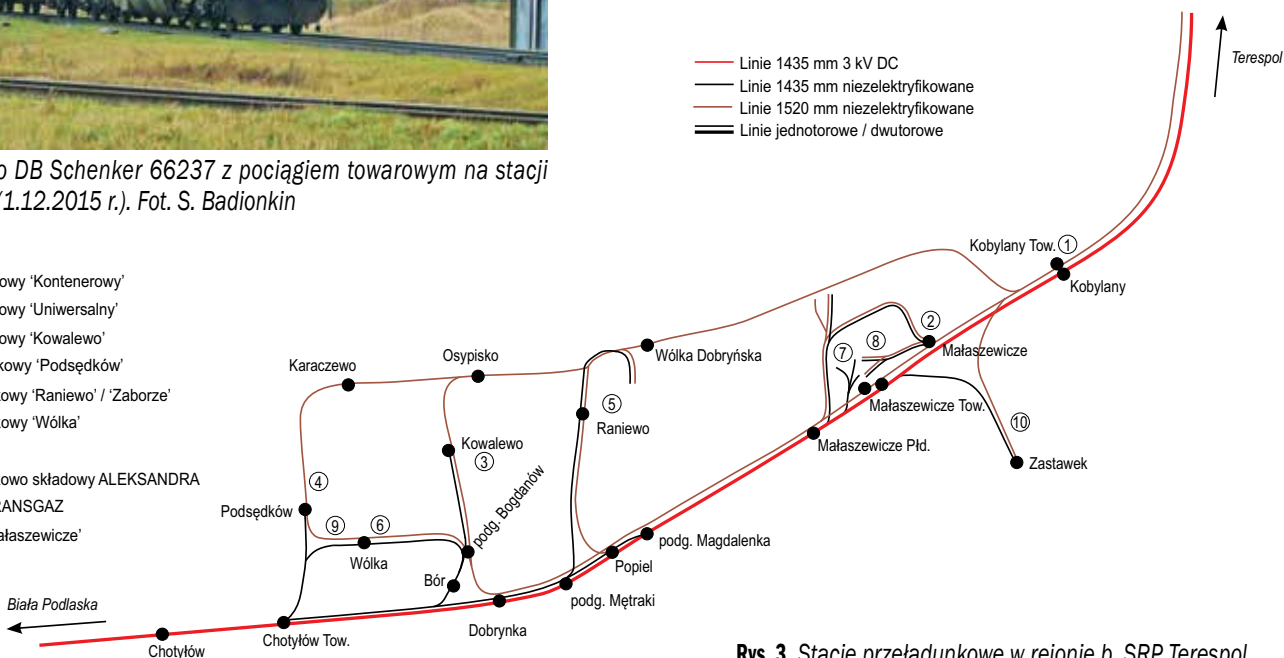 o DB Schenker 66237 z pociągiem towarowym na stacji
(1.12.2015 r.). Fot. S. Badionkin
Linie 1435 mm 3 kV DC
Linie 1435 mm niezelektryfikowane
Linie 1520 mm niezelektryfikowane
Linie jednotorowe / dwutorowe
Terespol
owy 'Kontenerowy'
owy 'Uniwersalny'
owy 'Kowalewo'
kowy 'Podsędków'
kowy 'Raniewo' / 'Zaborze'
kowy 'Wólka'
kowo składowy ALEKSANDRA
RANSGAZ
ałaszewicze'
Kobylany Tow. 1
Kobylany
2
Małaszewicze
7
8
Małaszewicze Tow.
Małaszewicze Płd.
10
Zastawek
Wólka Dobryńska
Osypisko
Karaczewo
5
Raniewo
Kowalewo
3
podg. Bogdanów
4
Podsędków
9
6
Wólka
Bór
podg. Magdalenka
Popiel
podg. Mętraki
Dobrynka
Chotyłów Tow.
Chotyłów
Biała Podlaska
Rys. 3. Stacje przeładunkowe w rejonie b. SRP Terespol